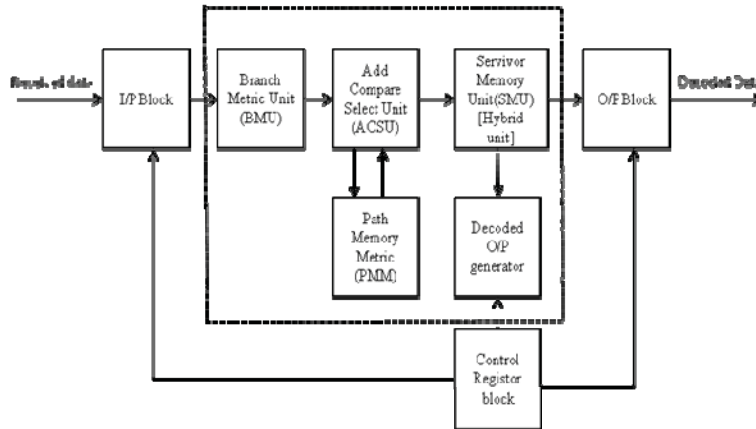 I/P Block
Branch
Metric Unit
(BMU)
Add
Compare
Select Unit
(ACSU)
Servivor
Memory
Unit(SMU)
[Hybrid
unit]
O/P Block
Decoded
Path
Memory
Metric
(PMM)
Decoded
O/P
generator
Control
Register
block